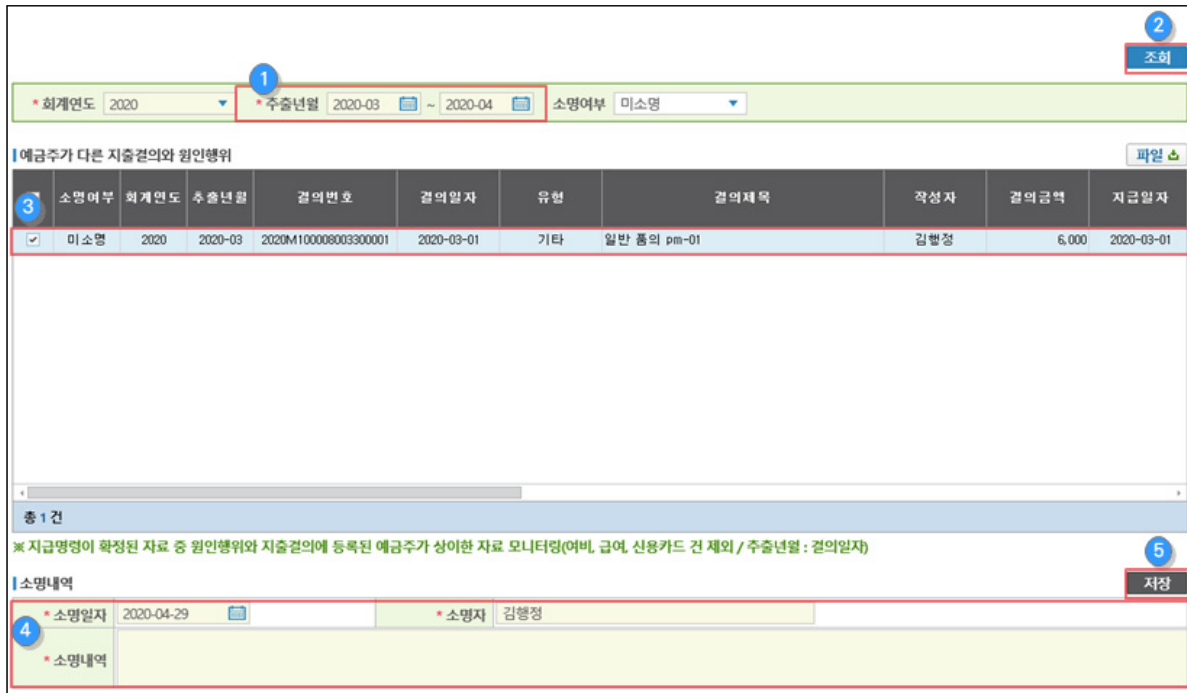 2
조회
1
* 회계연도 2020 * 추출년월 2020-03 ~ 2020-04 소명여부 미소명
예금주가 다른 지출결의와 원인행위 파일
3 소명여부 회계연도 추출년월 결의번호 결의일자 유형 결의제목 작성자 결의금액 지급일자
미소명 2020 2020-03 2020M100008003300001 2020-03-01 기타 일반 품의 pm-01 김행정 6,000 2020-03-01
총 1 건
※ 지급명령이 확정된 자료 중 원인행위와 지출결의에 등록된 예금주가 상이한 자료 모니터링(여비, 급여, 신용카드 건 제외 / 추출년월 : 결의일자)
5
소명내역 저장
* 소명일자 2020-04-29 * 소명자 김행정
4
* 소명내역